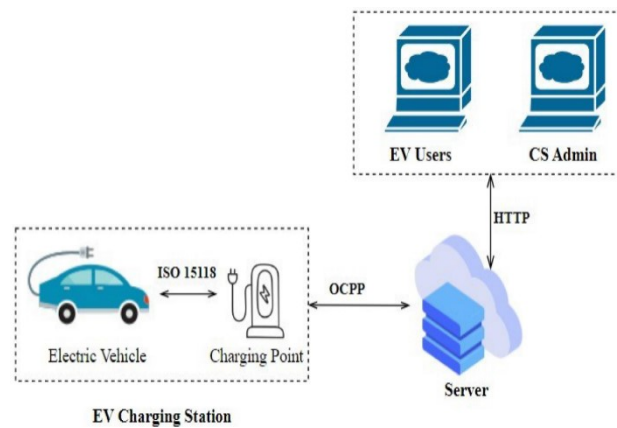 EV Users
CS Admin
HTTP
ISO 15118
OCPP
Electric Vehicle
Charging Point
Server
EV Charging Station